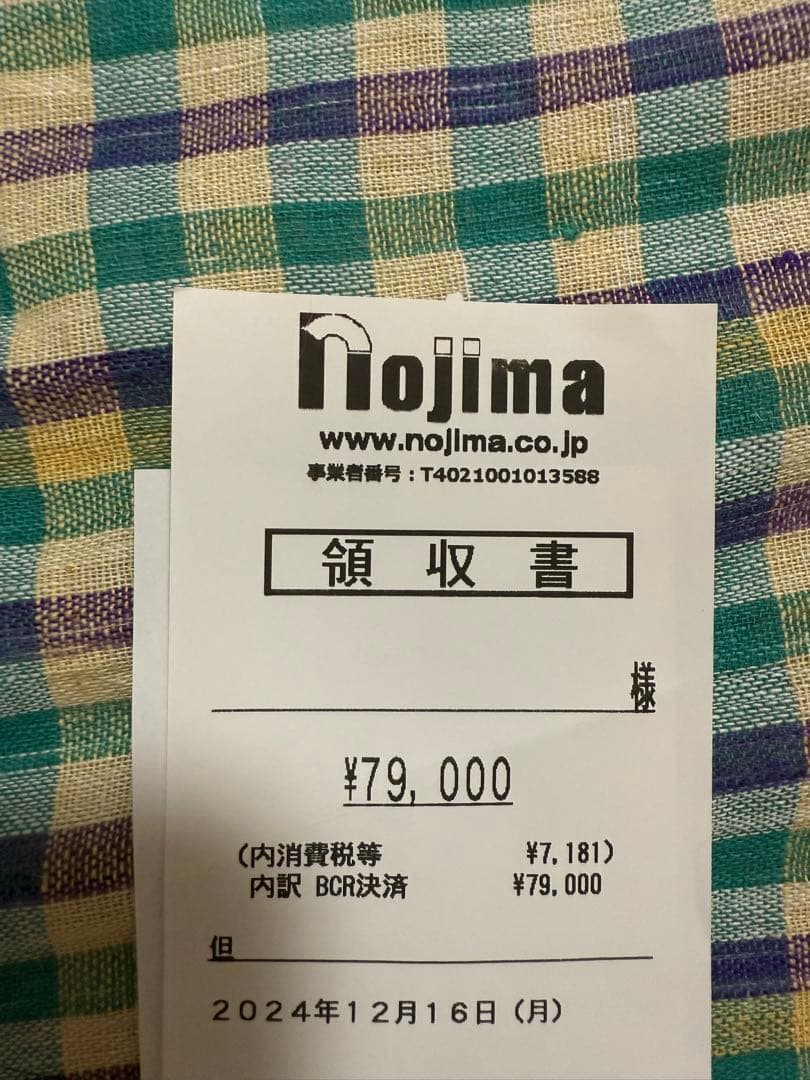 nojima
www.nojima.co.jp
事業者番号：T4021001013588
領 収 書
様
¥79,000
（内消費税等 ¥7,181）
内訳 BCR決済 ¥79,000
但
２０２４年１２月１６日（月）